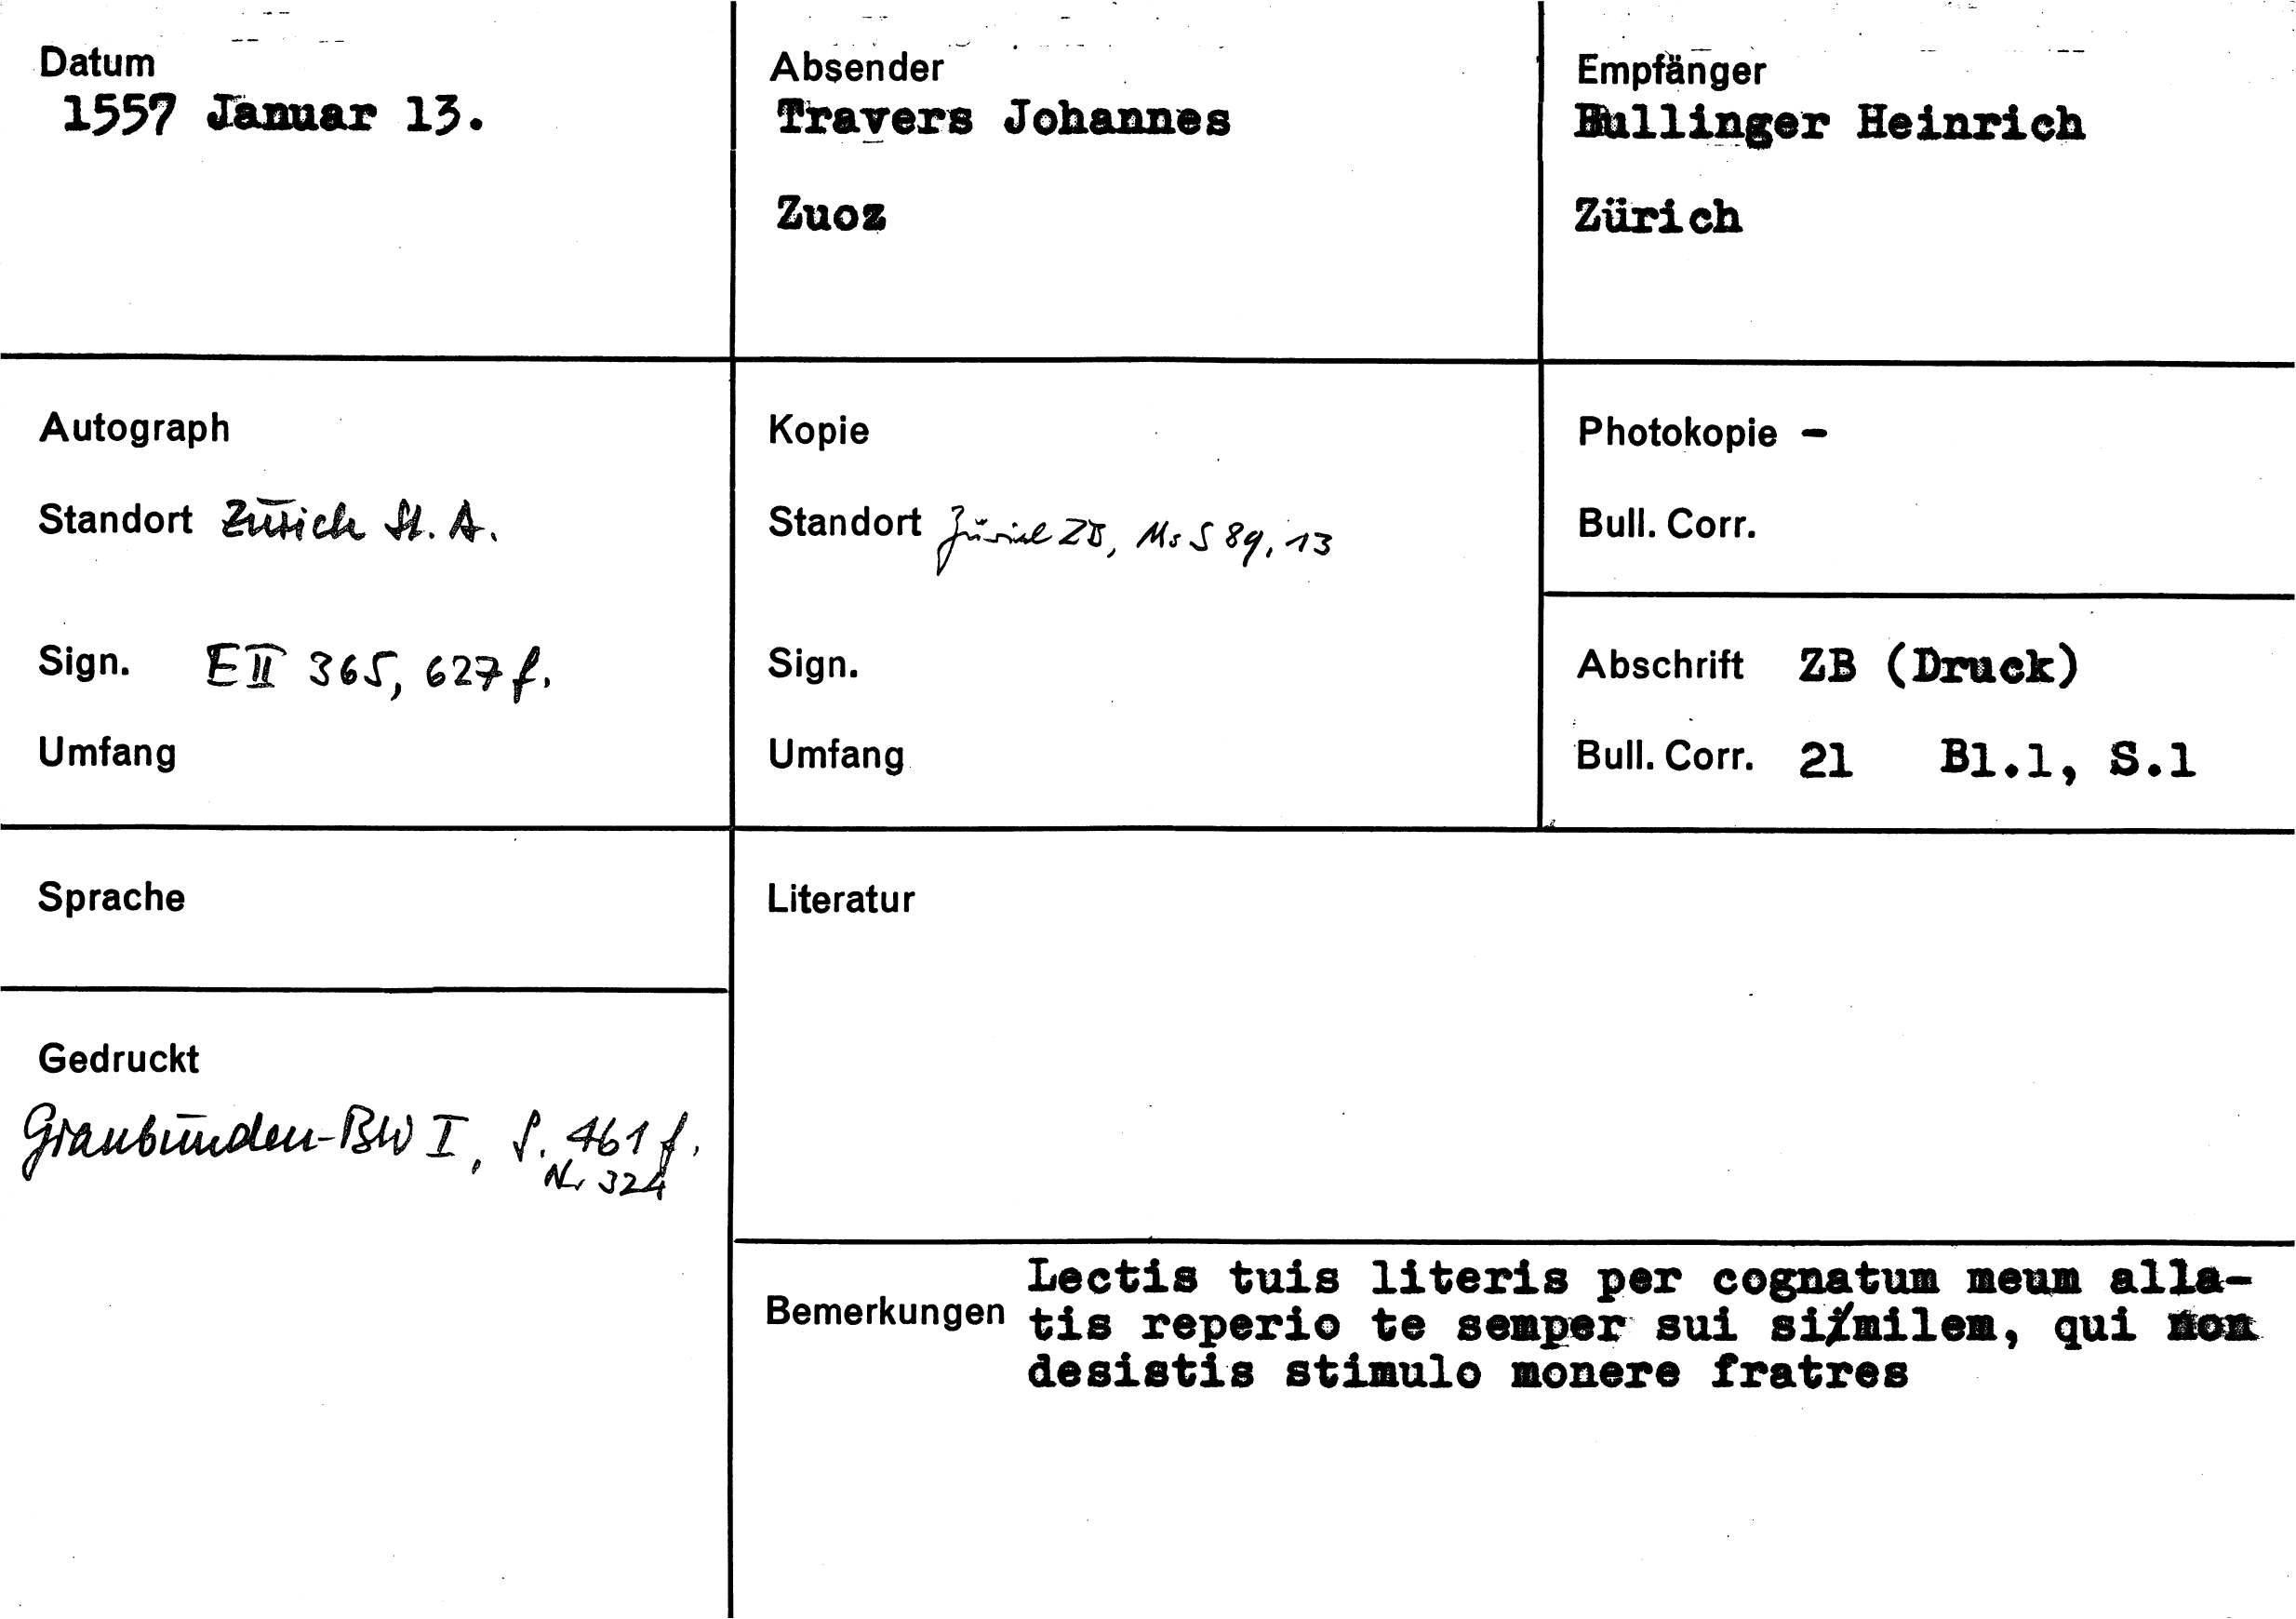 Datum
1557 Januar 13.
Absender
Travers Johannes
Zuoz
Empfänger
Bullinger Heinrich
Zürich
Autograph
Standort Zürich St. A.
Sign. E II 365, 627 f.
Umfang
Kopie
Standort Zürich ZB, Ms S 89, 13
Sign.
Umfang
Photokopie -
Bull. Corr.
Abschrift ZB (Druck)
Bull. Corr. 21 Bl.1, S.1
Sprache
Literatur
Gedruckt
Graubünden-BW I, S. 461 f.
Nr 324
Bemerkungen
Lectis tuis literis per cognatum meum alla-
tis reperio te semper sui similem, qui non
desistis stimulo monere fratres